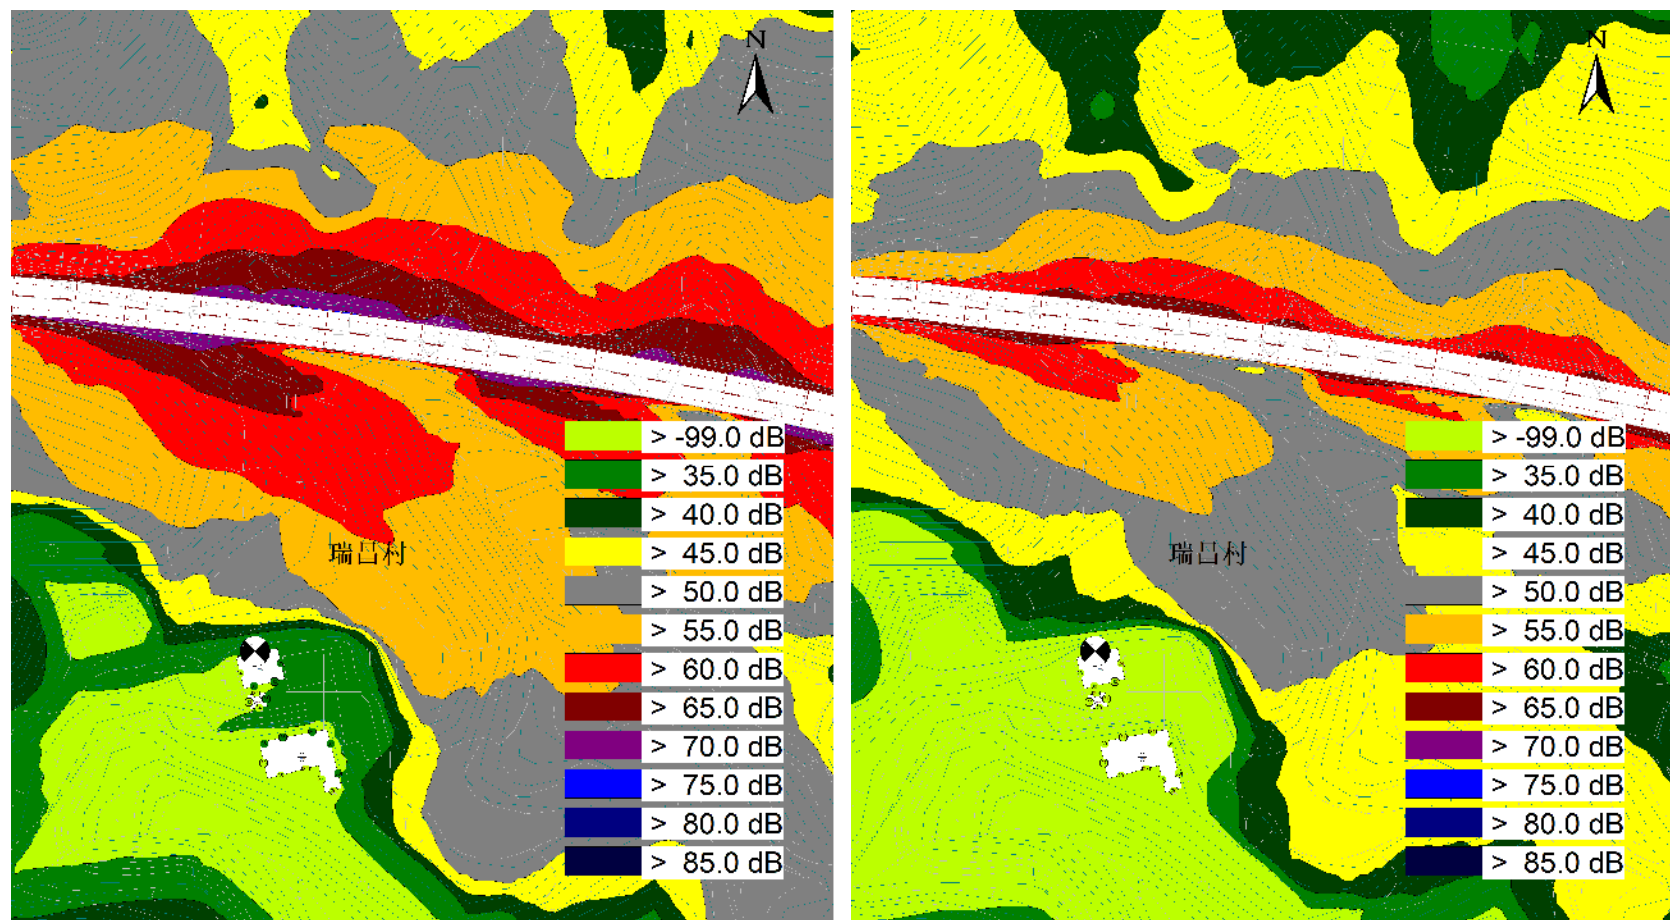 N
> -99.0 dB
> 35.0 dB
> 40.0 dB
> 45.0 dB
> 50.0 dB
> 55.0 dB
> 60.0 dB
> 65.0 dB
> 70.0 dB
> 75.0 dB
> 80.0 dB
> 85.0 dB
瑞吕村
N
> -99.0 dB
> 35.0 dB
> 40.0 dB
> 45.0 dB
> 50.0 dB
> 55.0 dB
> 60.0 dB
> 65.0 dB
> 70.0 dB
> 75.0 dB
> 80.0 dB
> 85.0 dB
瑞吕村